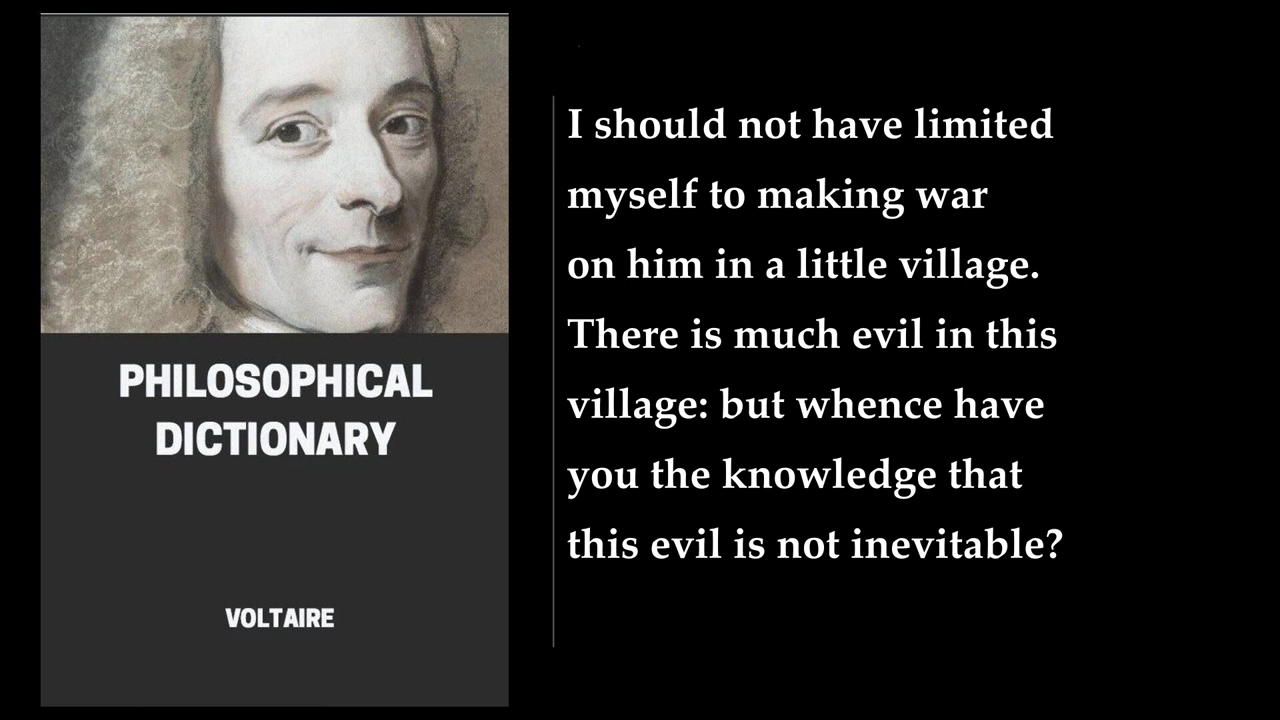 PHILOSOPHICAL
DICTIONARY
VOLTAIRE
I should not have limited
myself to making war
on him in a little village.
There is much evil in this
village: but whence have
you the knowledge that
this evil is not inevitable?